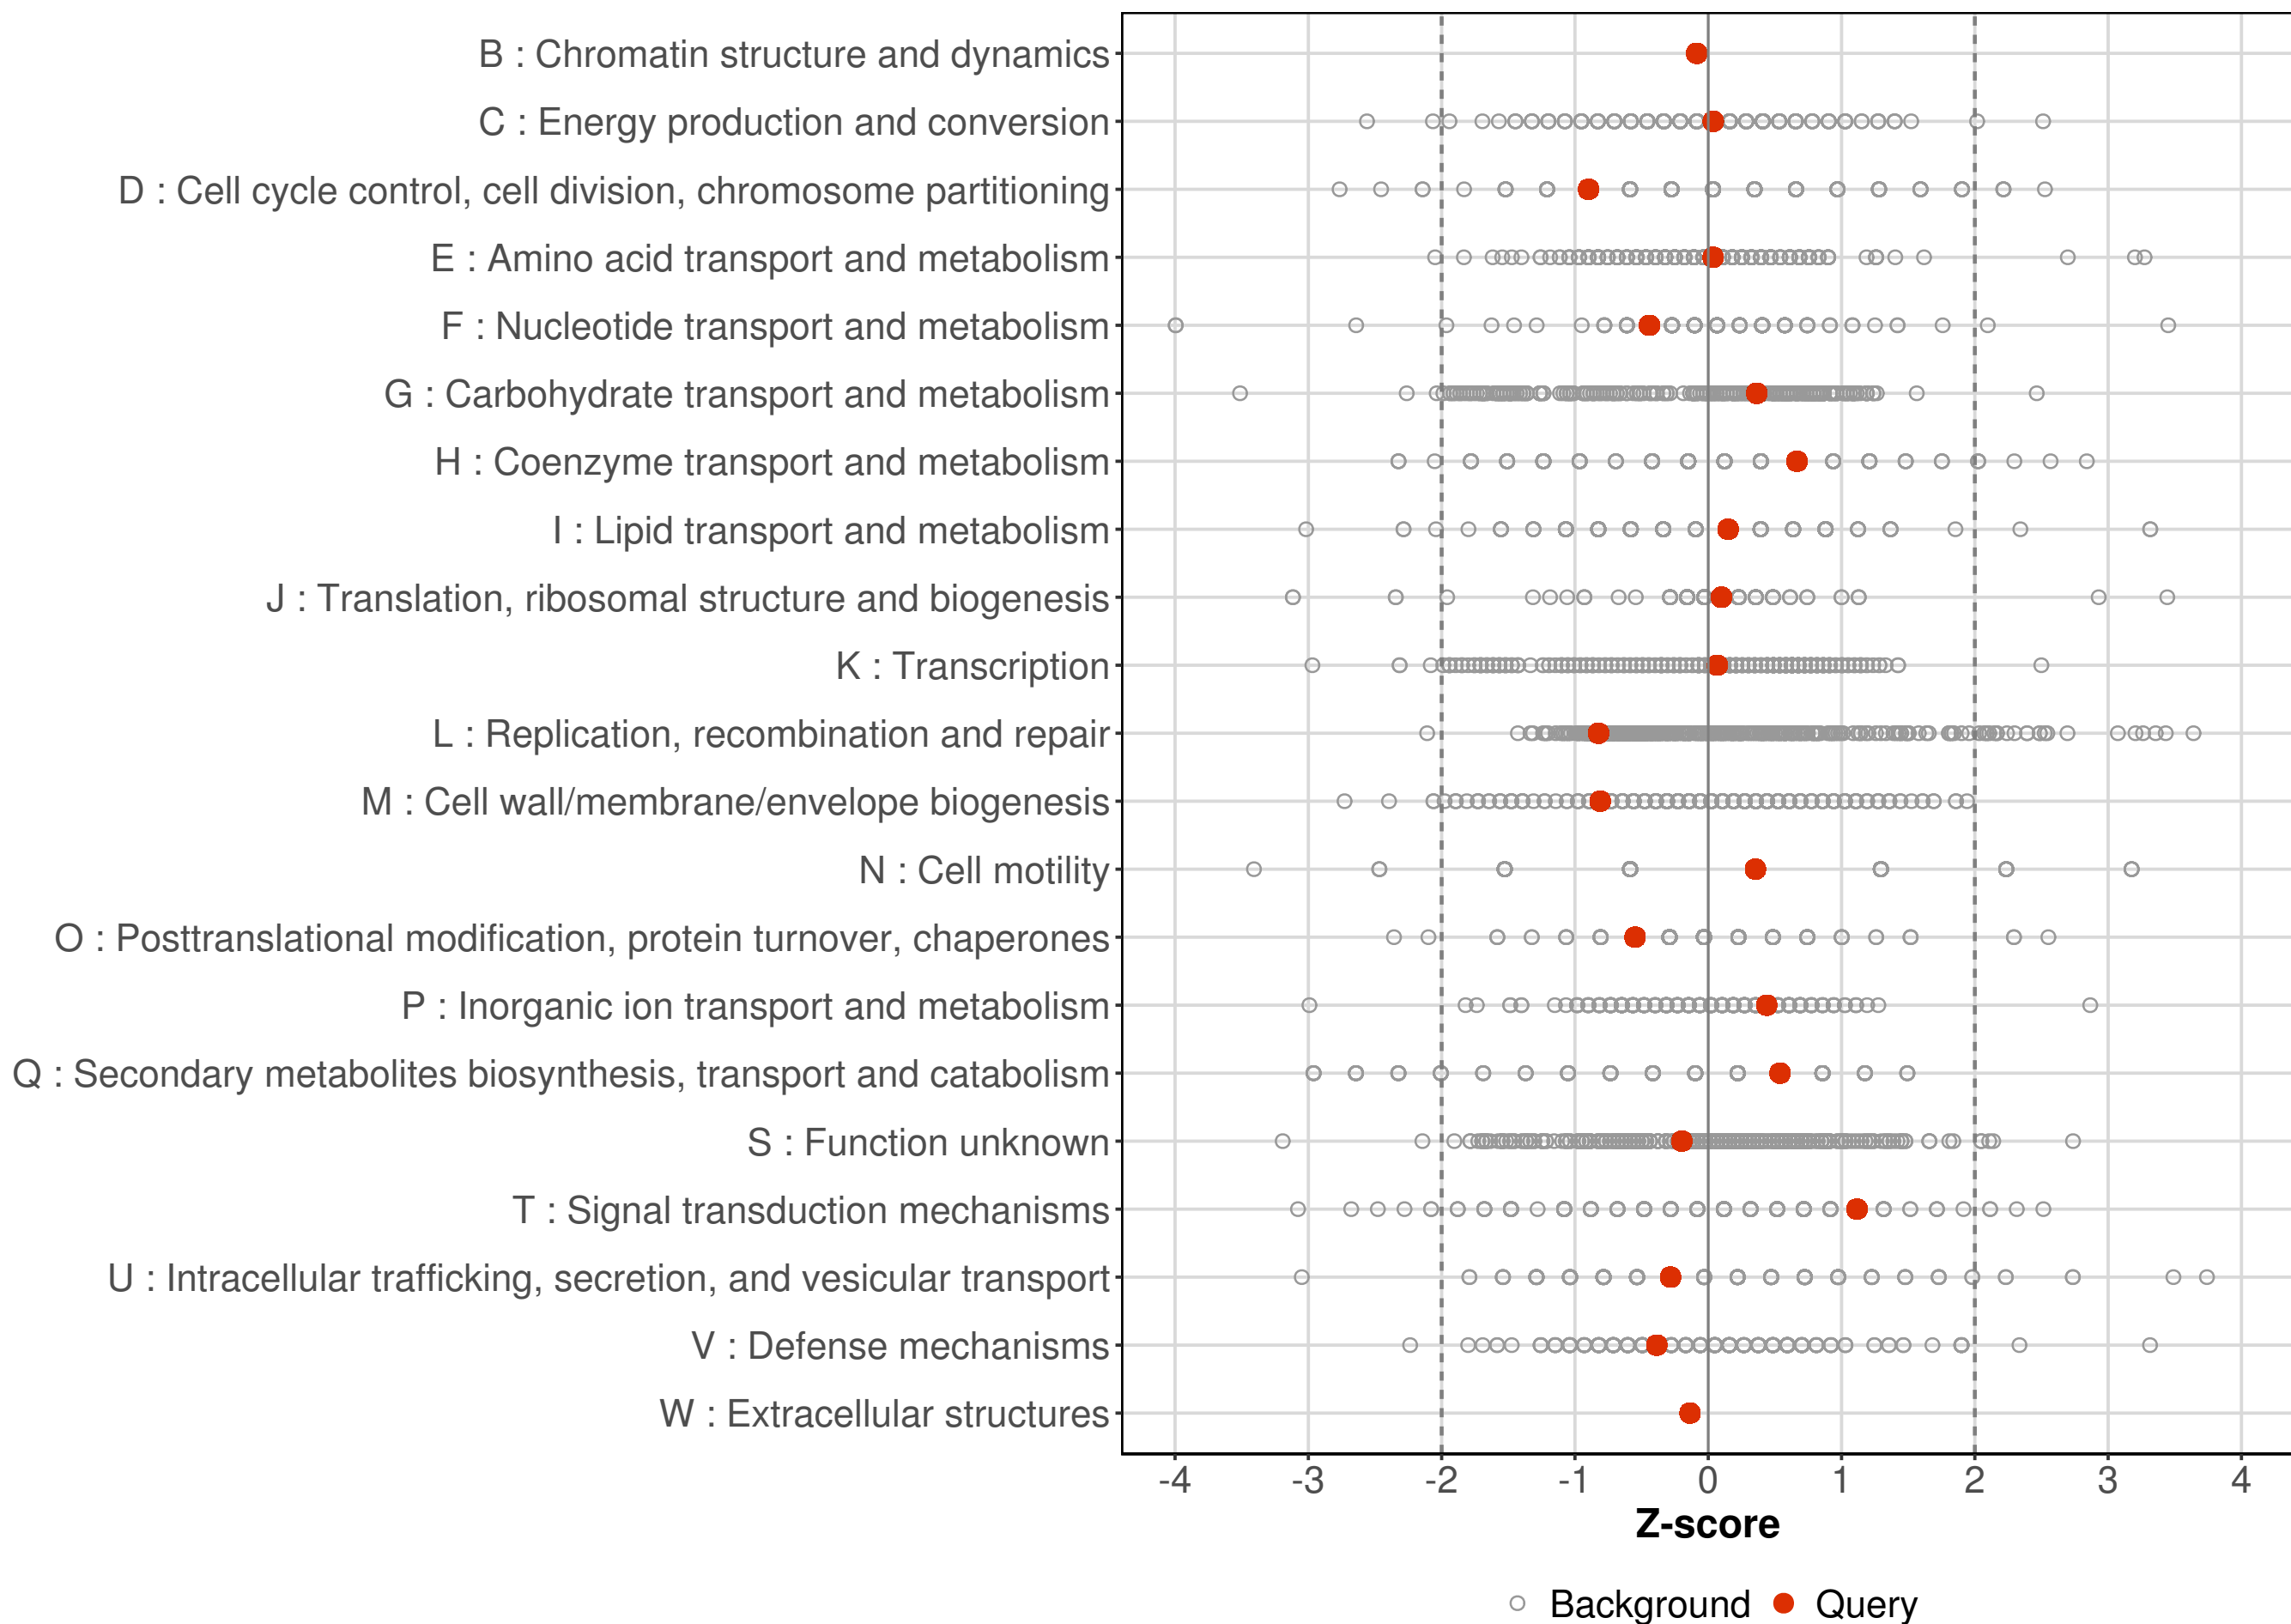 B : Chromatin structure and dynamics
C : Energy production and conversion
D : Cell cycle control, cell division, chromosome partitioning
E : Amino acid transport and metabolism
F : Nucleotide transport and metabolism
G : Carbohydrate transport and metabolism
H : Coenzyme transport and metabolism
I : Lipid transport and metabolism
J : Translation, ribosomal structure and biogenesis
K : Transcription
L : Replication, recombination and repair
M : Cell wall/membrane/envelope biogenesis
N : Cell motility
O : Posttranslational modification, protein turnover, chaperones
P : Inorganic ion transport and metabolism
Q : Secondary metabolites biosynthesis, transport and catabolism
S : Function unknown
T : Signal transduction mechanisms
U : Intracellular trafficking, secretion, and vesicular transport
V : Defense mechanisms
W : Extracellular structures
-4 -3 -2 -1 0 1 2 3 4
Z-score
Background Query